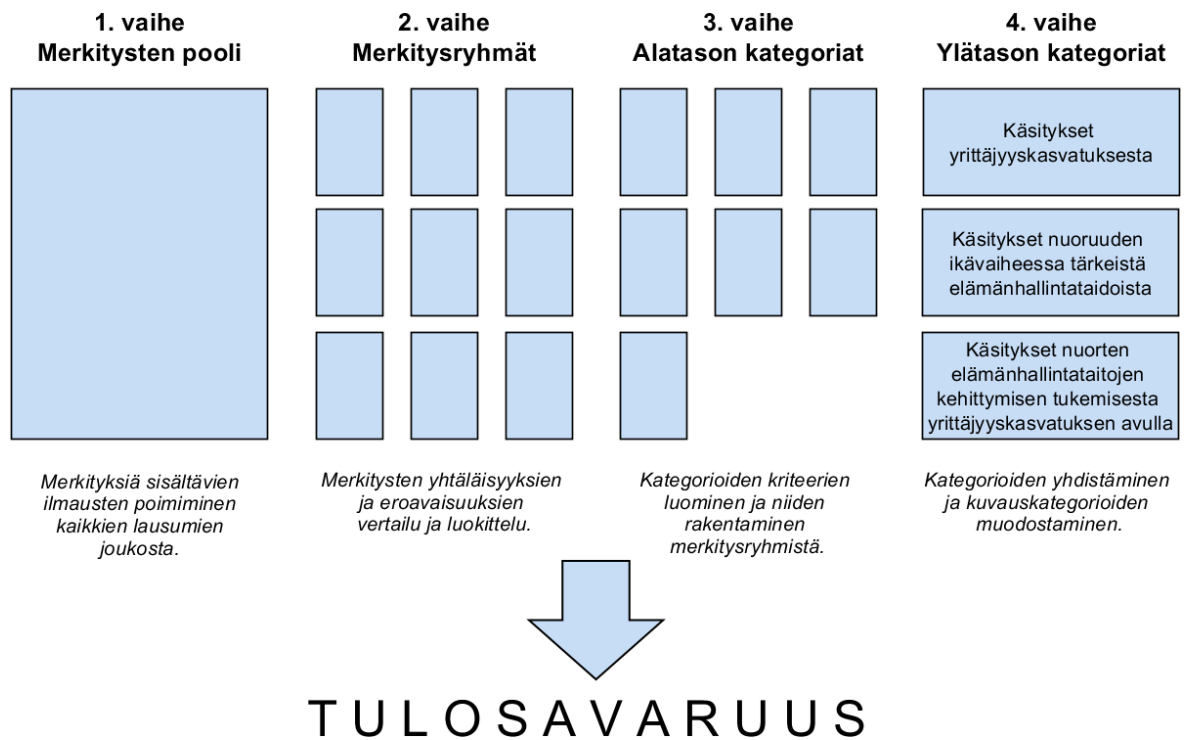 1. vaihe
Merkitysten pooli
2. vaihe
Merkitysryhmät
3. vaihe
Alatason kategoriat
4. vaihe
Ylätason kategoriat
Käsitykset
yrittäjyyskasvatuksesta
Käsitykset nuoruuden
ikävaiheessa tärkeistä
elämänhallintataidoista
Käsitykset nuorten
elämänhallintataitojen
kehittymisen tukemisesta
yrittäjyyskasvatuksen avulla
Merkityksiä sisältävien
ilmausten poimiminen
kaikkien lausumien
joukosta.
Merkitysten yhtäläisyyksien
ja eroavaisuuksien
vertailu ja luokittelu.
Kategorioiden kriteerien
luominen ja niiden
rakentaminen
merkitysryhmistä.
Kategorioiden yhdistäminen
ja kuvauskategorioiden
muodostaminen.
TULOSAVARUUS